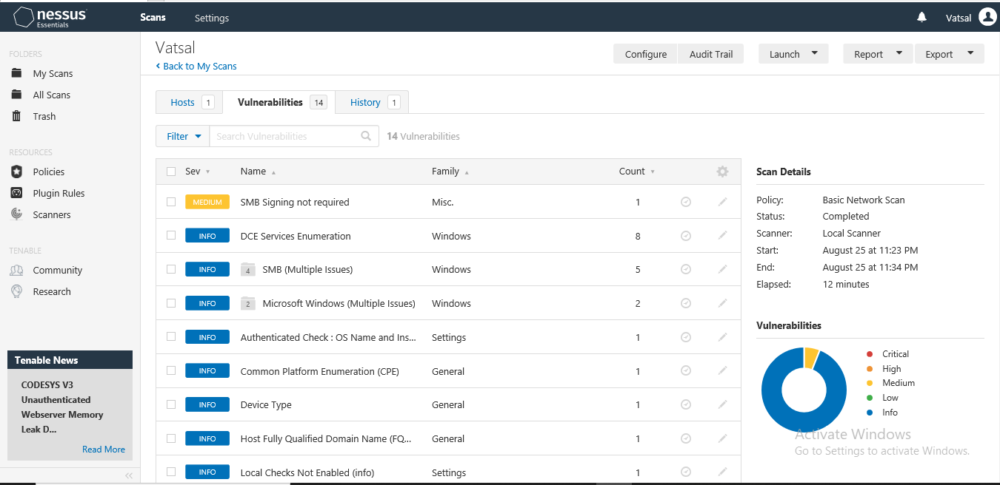 nessus
Essentials
Scans
Settings
Vatsal
FOLDERS
My Scans
All Scans
Trash
RESOURCES
Policies
Plugin Rules
Scanners
TENABLE
Community
Research
Tenable News
CODESYS V3
Unauthenticated
Webserver Memory
Leak D...
Read More
Vatsal
Back to My Scans
Configure
Audit Trail
Launch
Report
Export
Hosts 1
Vulnerabilities 14
History 1
Filter
Search Vulnerabilities
14 Vulnerabilities
Sev Name Family Count
MEDIUM SMB Signing not required Misc. 1
INFO DCE Services Enumeration Windows 8
INFO 4 SMB (Multiple Issues) Windows 5
INFO 2 Microsoft Windows (Multiple Issues) Windows 2
INFO Authenticated Check : OS Name and Ins... Settings 1
INFO Common Platform Enumeration (CPE) General 1
INFO Device Type General 1
INFO Host Fully Qualified Domain Name (FQ... General 1
INFO Local Checks Not Enabled (info) Settings 1
Scan Details
Policy: Basic Network Scan
Status: Completed
Scanner: Local Scanner
Start: August 25 at 11:23 PM
End: August 25 at 11:34 PM
Elapsed: 12 minutes
Vulnerabilities
Critical
High
Medium
Low
Info
Activate Windows
Go to Settings to activate Windows.